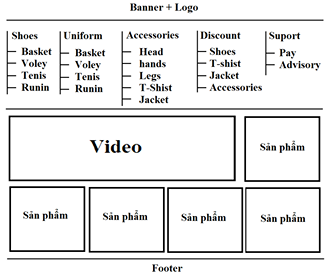 Banner + Logo
Shoes Uniform Accessories Discount Suport
Basket Basket Head Shoes Pay
Voley Voley hands T-shist Advisory
Tenis Tenis Legs Jacket
Runin Runin T-Shist Accessories
Jacket
Video
Sản phẩm
Sản phẩm Sản phẩm Sản phẩm Sản phẩm
Footer